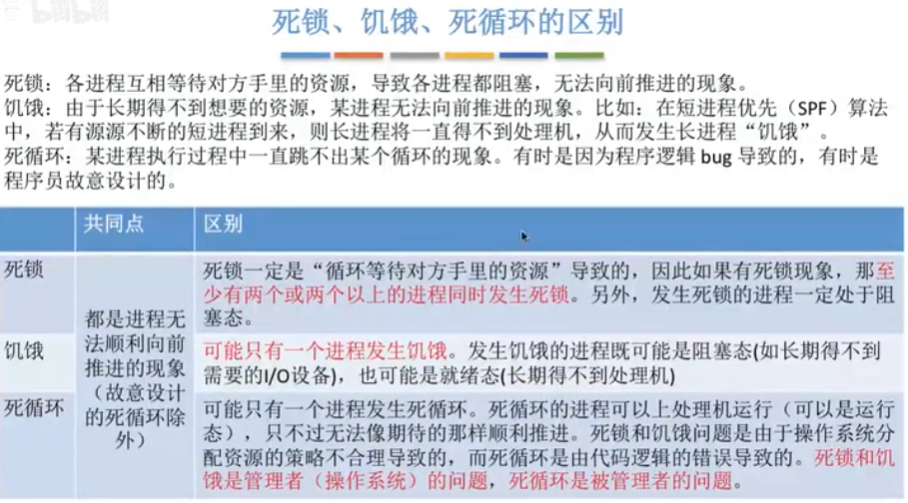 bilibili
死锁、饥饿、死循环的区别
死锁：各进程互相等待对方手里的资源，导致各进程都阻塞，无法向前推进的现象。
饥饿：由于长期得不到想要的资源，某进程无法向前推进的现象。比如：在短进程优先（SPF）算法
中，若有源源不断的短进程到来，则长进程将一直得不到处理机，从而发生长进程“饥饿”。
死循环：某进程执行过程中一直跳不出某个循环的现象。有时是因为程序逻辑 bug 导致的，有时是
程序员故意设计的。
共同点
区别
死锁
都是进程无
法顺利向前
推进的现象
（故意设计
的死循环除
外）
死锁一定是“循环等待对方手里的资源”导致的，因此如果有死锁现象，那至
少有两个或两个以上的进程同时发生死锁。另外，发生死锁的进程一定处于阻
塞态。
饥饿
可能只有一个进程发生饥饿。发生饥饿的进程既可能是阻塞态(如长期得不到
需要的I/O设备)，也可能是就绪态(长期得不到处理机)
死循环
可能只有一个进程发生死循环。死循环的进程可以上处理机运行（可以是运行
态），只不过无法像期待的那样顺利推进。死锁和饥饿问题是由于操作系统分
配资源的策略不合理导致的，而死循环是由代码逻辑的错误导致的。死锁和饥
饿是管理者（操作系统）的问题，死循环是被管理者的问题。